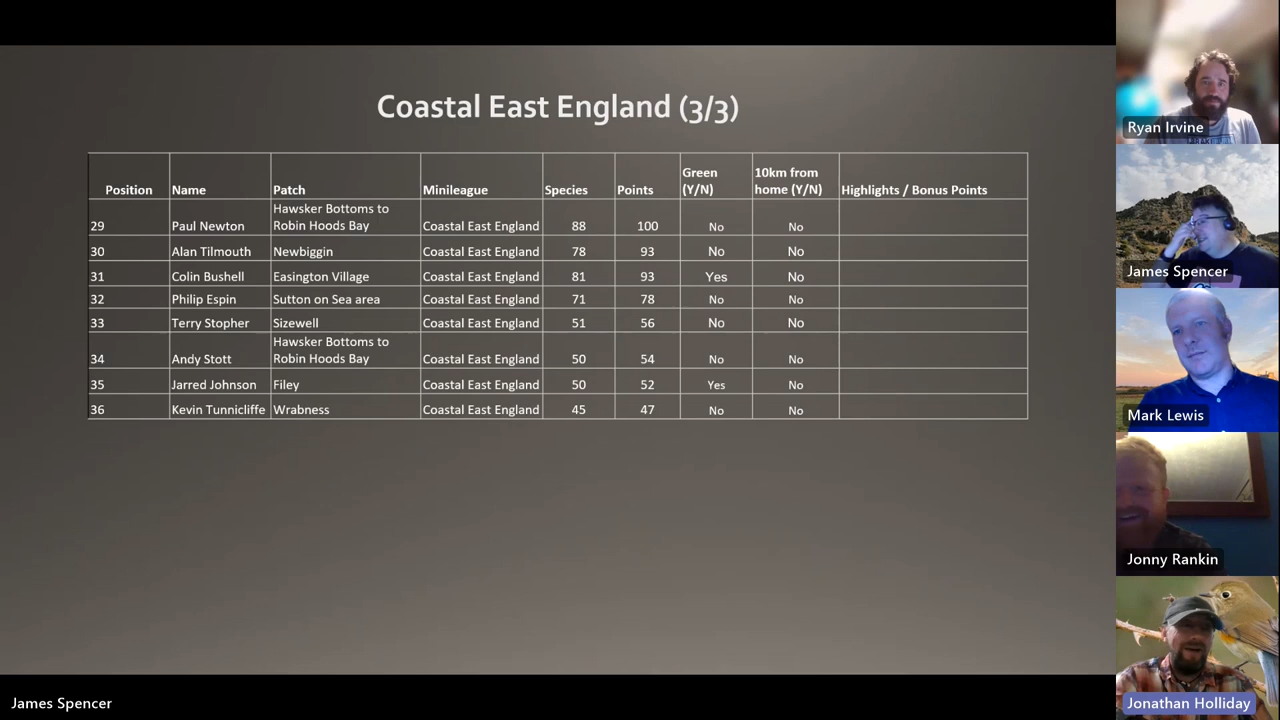 Coastal East England (3/3)
Position Name Patch Minileague Species Points Green (Y/N) 10km from home (Y/N) Highlights / Bonus Points
29 Paul Newton Hawsker Bottoms to Robin Hoods Bay Coastal East England 88 100 No No
30 Alan Tilmouth Newbiggin Coastal East England 78 93 No No
31 Colin Bushell Easington Village Coastal East England 81 93 Yes No
32 Philip Espin Sutton on Sea area Coastal East England 71 78 No No
33 Terry Stopher Sizewell Coastal East England 51 56 No No
34 Andy Stott Hawsker Bottoms to Robin Hoods Bay Coastal East England 50 54 No No
35 Jarred Johnson Filey Coastal East England 50 52 Yes No
36 Kevin Tunnicliffe Wrabness Coastal East England 45 47 No No
Ryan Irvine
James Spencer
Mark Lewis
Jonny Rankin
Jonathan Holliday
James Spencer